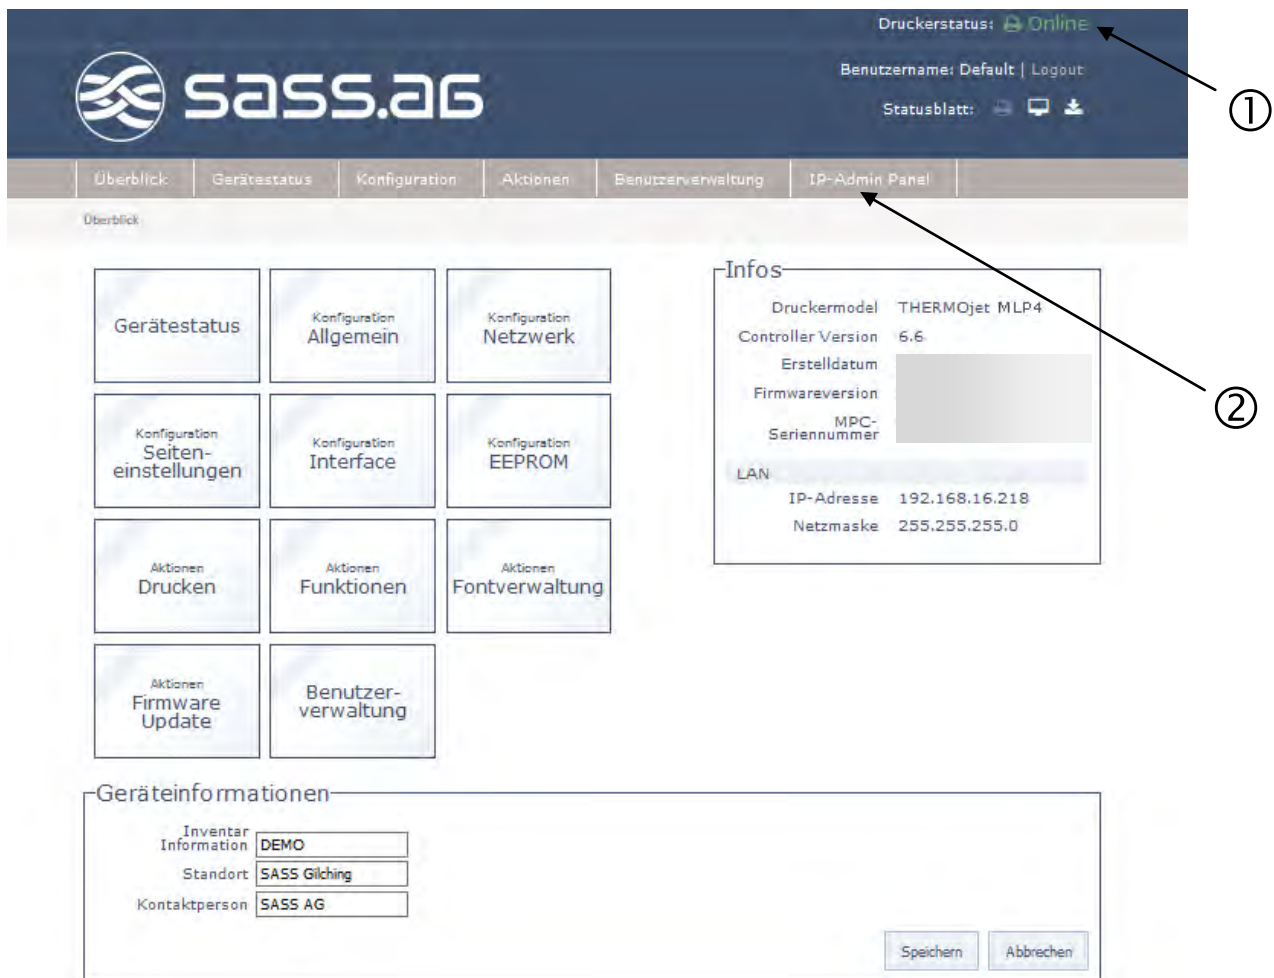 Druckerstatus: Online
①
sass.ag
Benutzername: Default | Logout
Statusblatt:
Überblick Gerätestatus Konfiguration Aktionen Benutzerverwaltung IP-Admin Panel
Überblick
②
Gerätestatus
Konfiguration
Allgemein
Konfiguration
Netzwerk
Konfiguration
Seiten-
einstellungen
Konfiguration
Interface
Konfiguration
EEPROM
Aktionen
Drucken
Aktionen
Funktionen
Aktionen
Fontverwaltung
Aktionen
Firmware
Update
Benutzer-
verwaltung
Infos
Druckermodel THERMOjet MLP4
Controller Version 6.6
Erstelldatum
Firmwareversion
MPC-
Seriennummer
LAN
IP-Adresse 192.168.16.218
Netzmaske 255.255.255.0
Geräteinformationen
Inventar
Information DEMO
Standort SASS Gilching
Kontaktperson SASS AG
Speichern Abbrechen